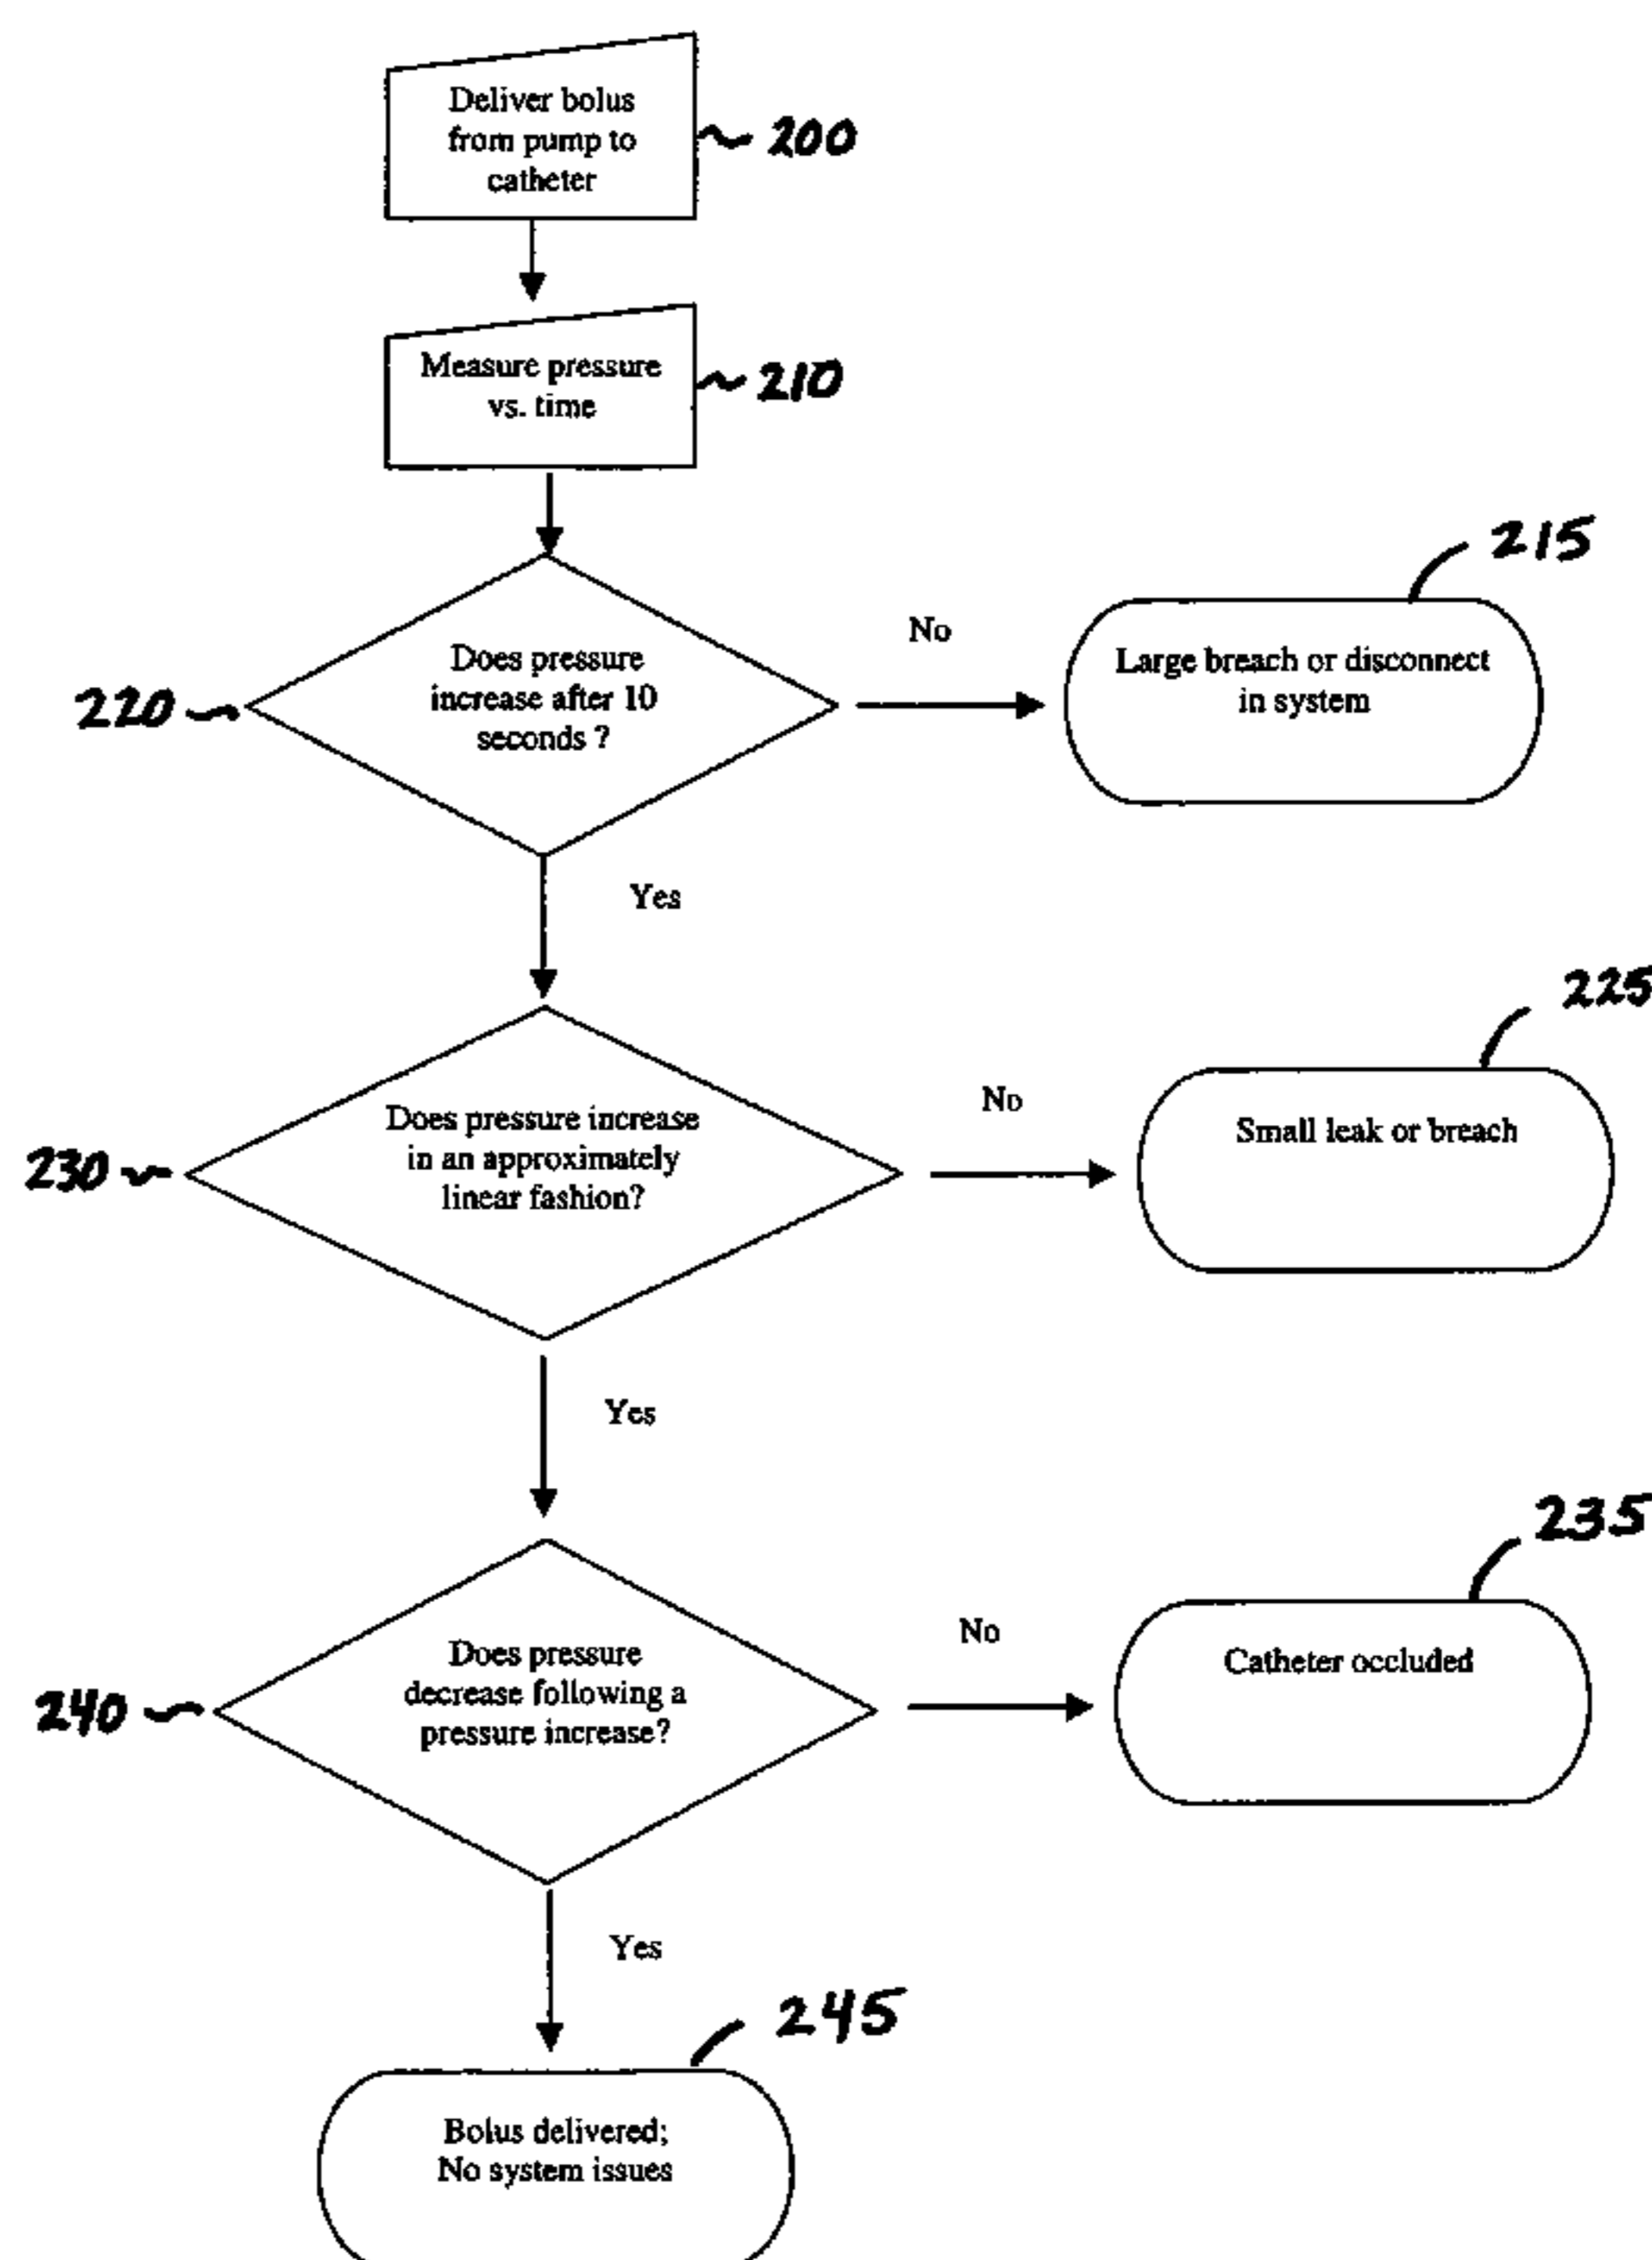 Deliver bolus
from pump to
catheter
200
Measure pressure
vs. time
210
215
Does pressure
increase after 10
seconds ?
No
Large breach or disconnect
in system
220
Yes
225
Does pressure increase
in an approximately
linear fashion?
No
Small leak or breach
230
Yes
235
Does pressure
decrease following a
pressure increase?
No
Catheter occluded
240
Yes
245
Bolus delivered;
No system issues